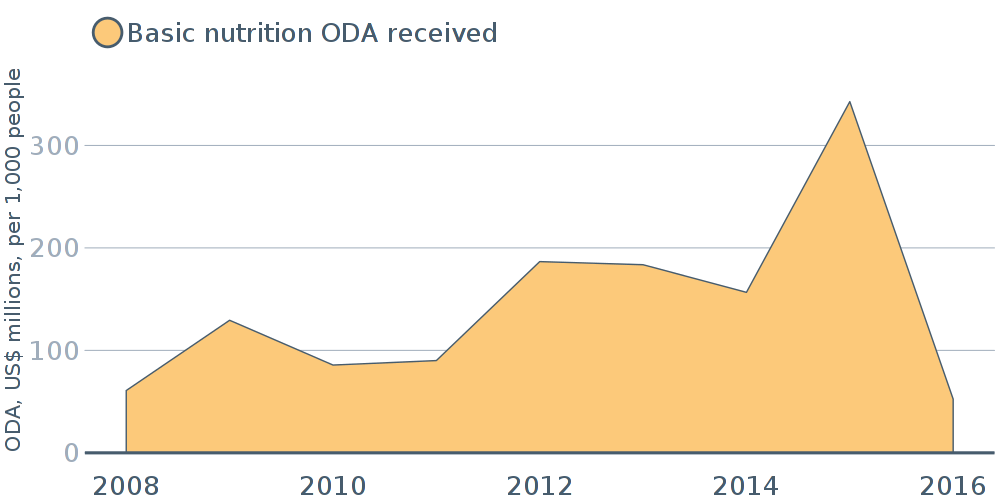 Basic nutrition ODA received
ODA, US$ millions, per 1,000 people
300
200
100
0
2008 2010 2012 2014 2016